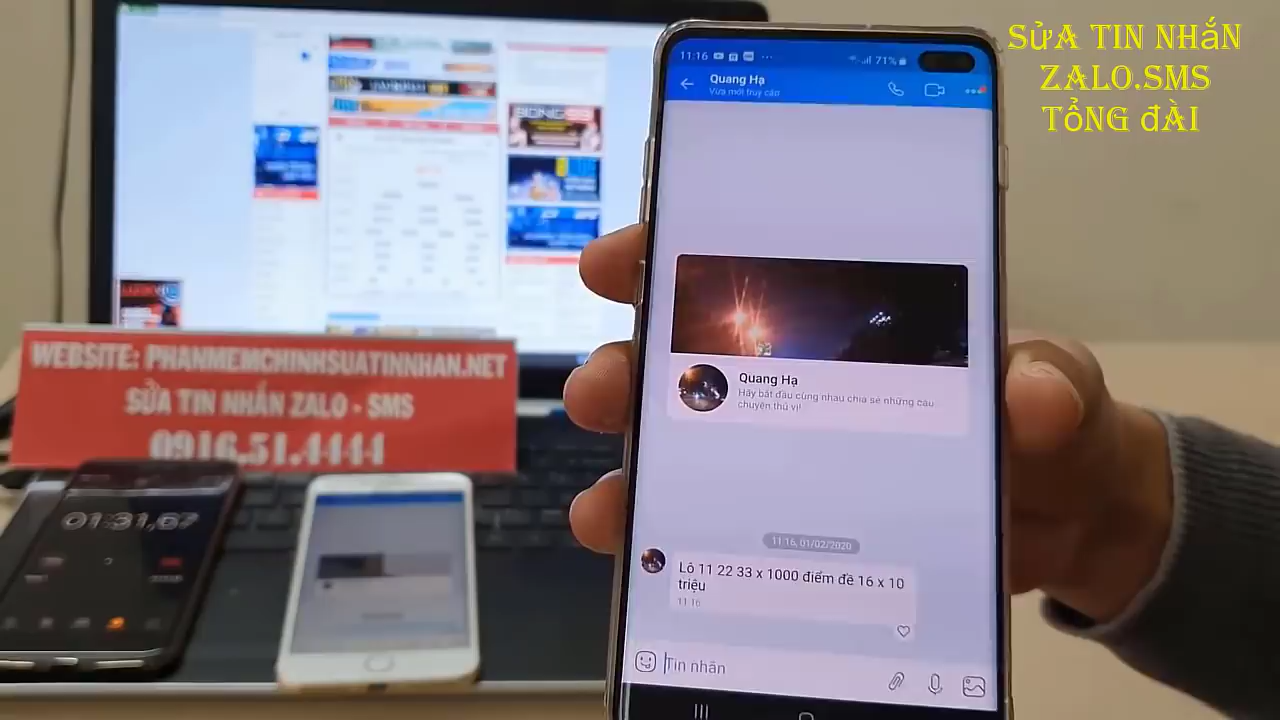 SỬA TIN NHẮN
ZALO.SMS
TỔNG ĐÀI
11:16
71%
Quang Hạ
Vừa mới truy cập
Quang Hạ
Hãy bắt đầu cùng nhau chia sẻ những câu
chuyện thú vị!
11:16, 01/02/2020
Lô 11 22 33 x 1000 điểm đề 16 x 10
triệu
11:16
Tin nhắn
WEBSITE: PHANMEMCHINHSUATINNHAN.NET
SỬA TIN NHẮN ZALO - SMS
0916.51.4444
01:31,67